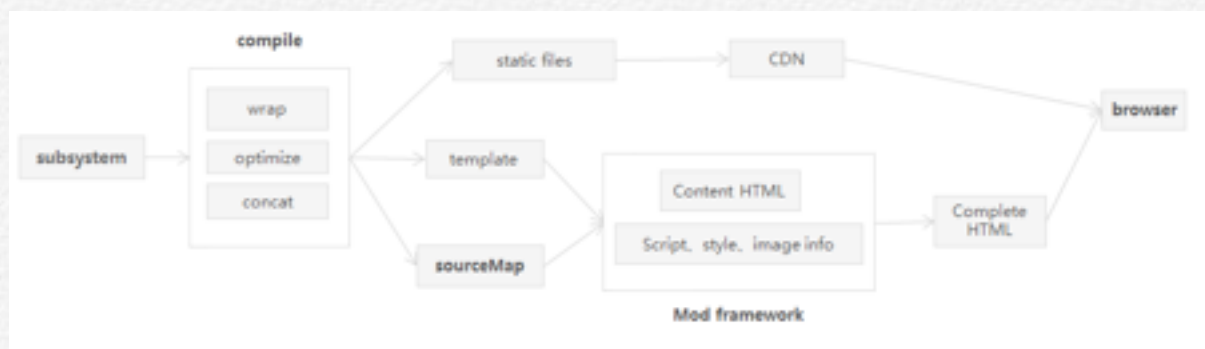 compile
static files
CDN
wrap
browser
subsystem
optimize
template
concat
Content HTML
Complete
HTML
Script、style、image info
sourceMap
Mod framework